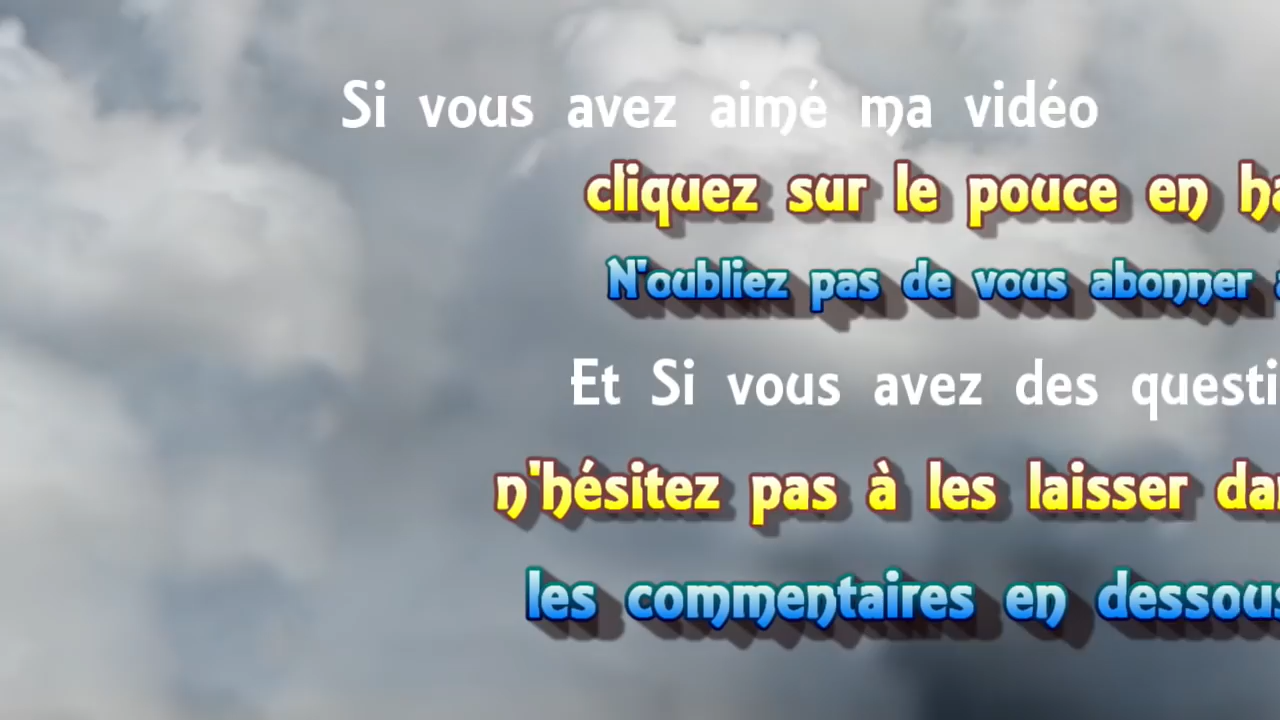 Si vous avez aimé ma vidéo
cliquez sur le pouce en
N'oubliez pas de vous abonner
Et Si vous avez des
n'hésitez pas à les laisser
les commentaires en dessous